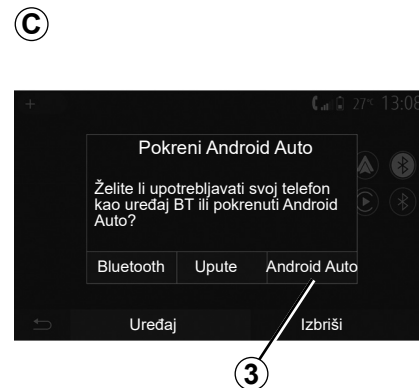 C
+ 27°C 13:08
Pokreni Android Auto
Želite li upotrebljavati svoj telefon
kao uređaj BT ili pokrenuti Android
Auto?
Bluetooth Upute Android Auto
Uređaj Izbriši
3